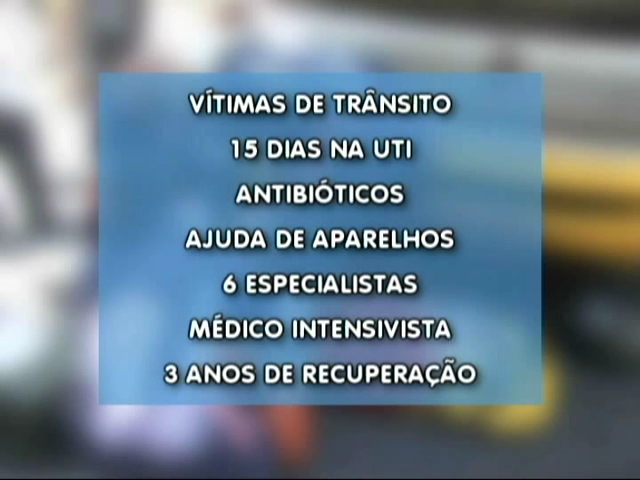 VÍTIMAS DE TRÂNSITO
15 DIAS NA UTI
ANTIBIÓTICOS
AJUDA DE APARELHOS
6 ESPECIALISTAS
MÉDICO INTENSIVISTA
3 ANOS DE RECUPERAÇÃO